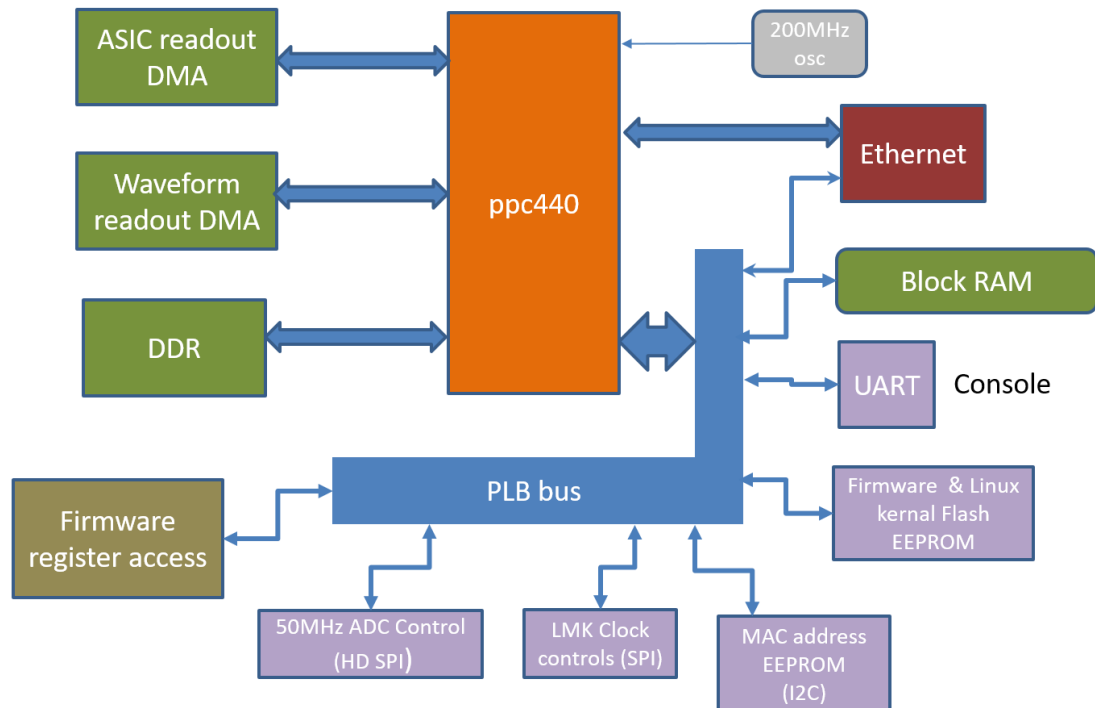 ASIC readout
DMA
200MHz
osc
Ethernet
Waveform
readout DMA
ppc440
Block RAM
DDR
UART
Console
PLB bus
Firmware & Linux
kernal Flash
EEPROM
Firmware
register access
50MHz ADC Control
(HD SPI)
LMK Clock
controls (SPI)
MAC address
EEPROM
(I2C)